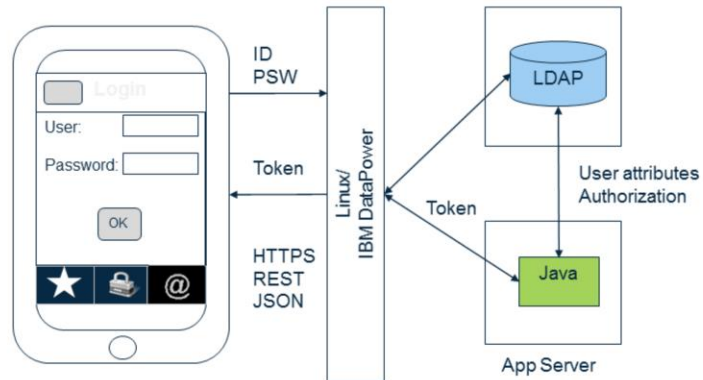 Login
User:
Password:
OK
@
ID
PSW
Token
HTTPS
REST
JSON
Linux/
IBM DataPower
LDAP
User attributes
Authorization
Token
Java
App Server